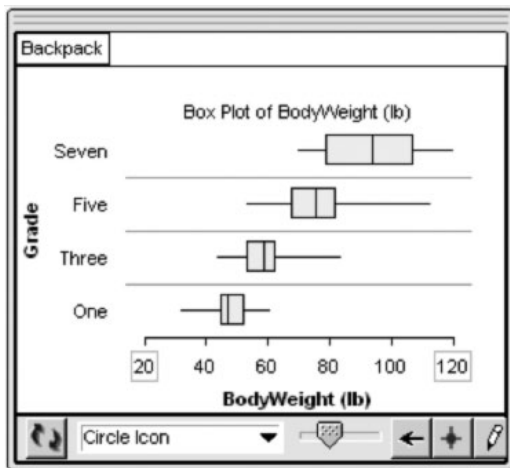 Backpack
Box Plot of BodyWeight (lb)
Grade
Seven
Five
Three
One
20 40 60 80 100 120
BodyWeight (lb)
Circle Icon